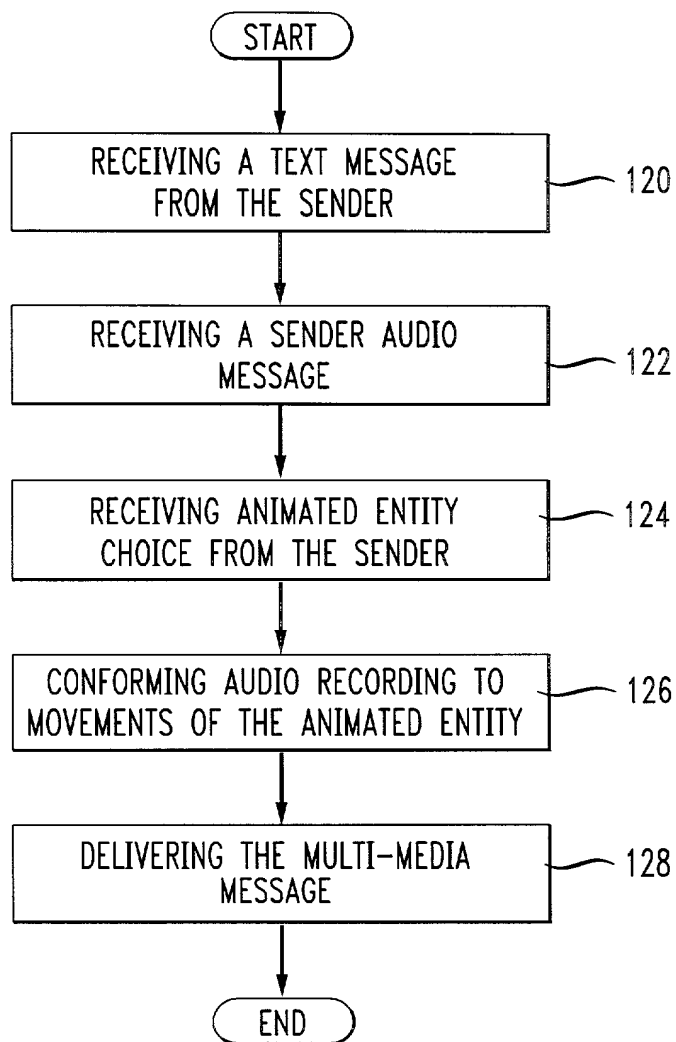 START
RECEIVING A TEXT MESSAGE
FROM THE SENDER
120
RECEIVING A SENDER AUDIO
MESSAGE
122
RECEIVING ANIMATED ENTITY
CHOICE FROM THE SENDER
124
CONFORMING AUDIO RECORDING TO
MOVEMENTS OF THE ANIMATED ENTITY
126
DELIVERING THE MULTI-MEDIA
MESSAGE
128
END